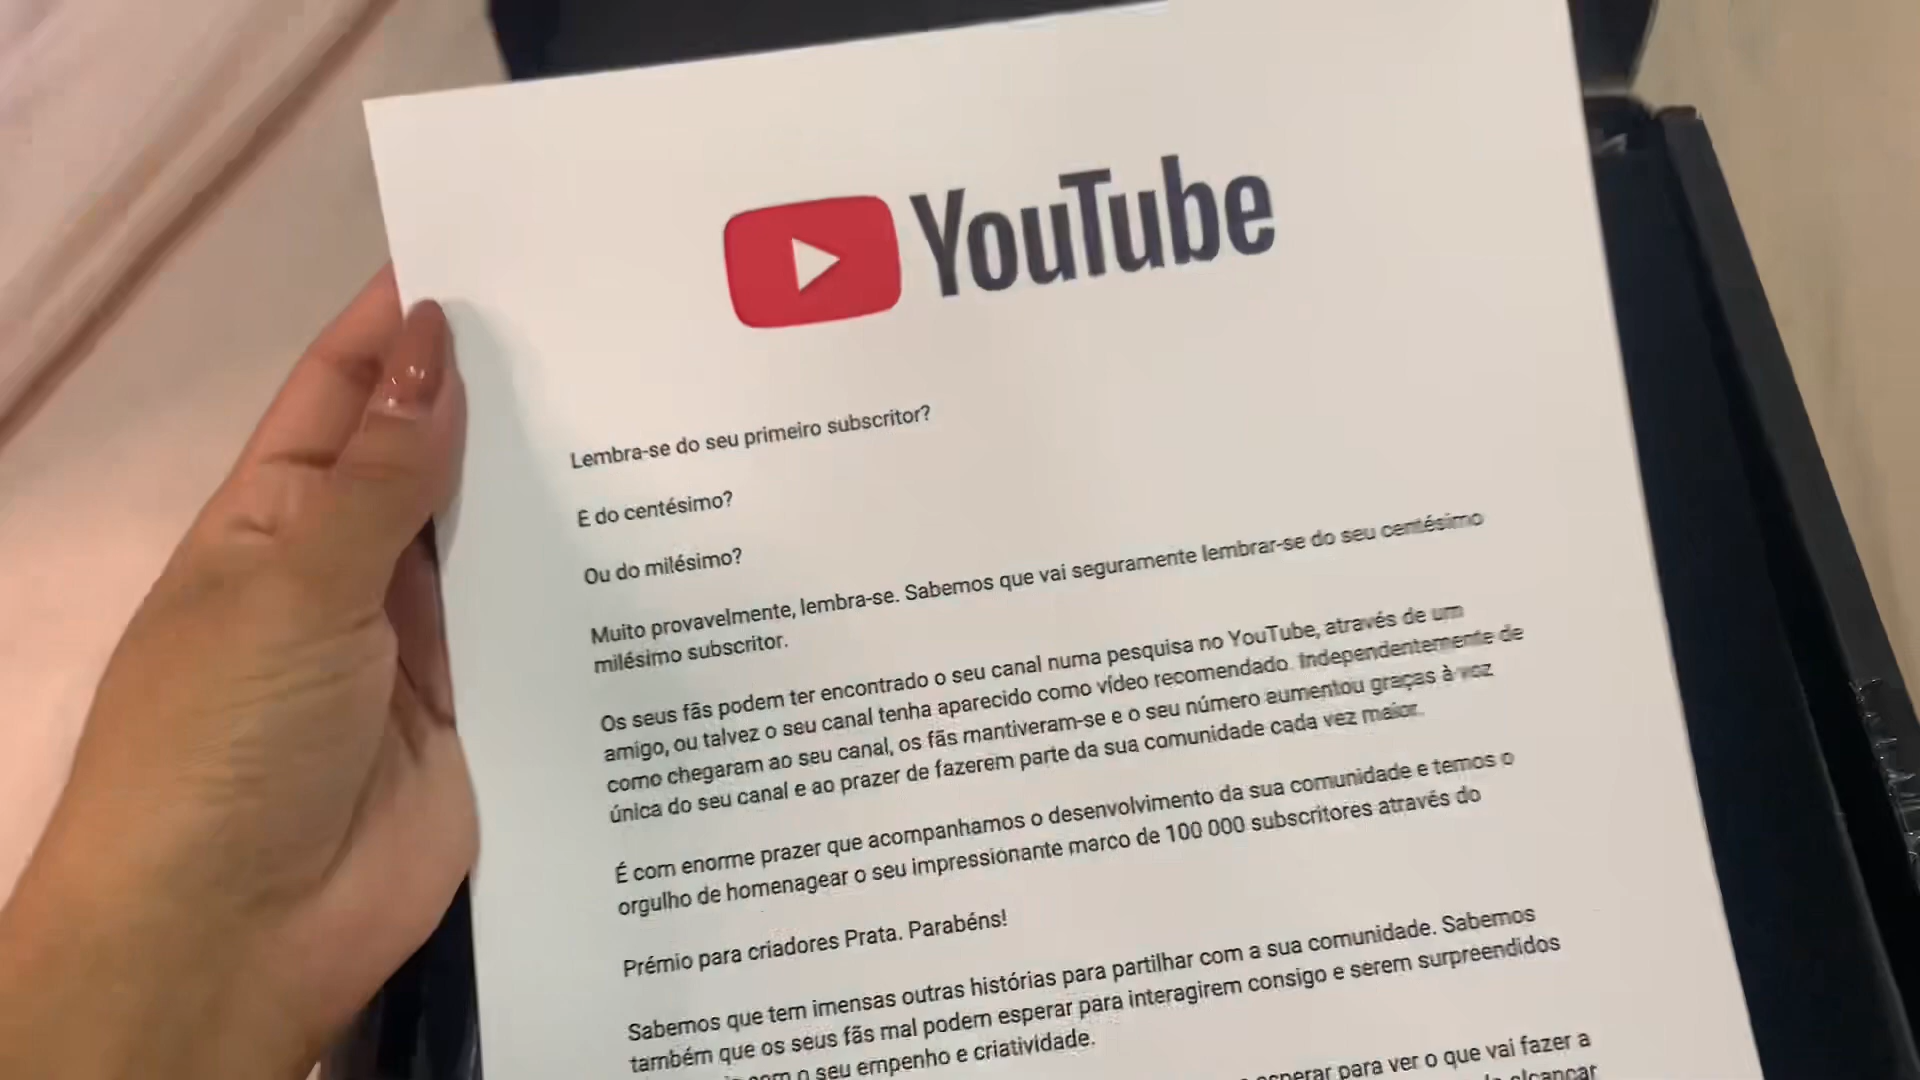 YouTube
Lembra-se do seu primeiro subscritor?
E do centésimo?
Ou do milésimo?
Muito provavelmente, lembra-se. Sabemos que vai seguramente lembrar-se do seu centésimo
milésimo subscritor.
Os seus fãs podem ter encontrado o seu canal numa pesquisa no YouTube, através de um
amigo, ou talvez o seu canal tenha aparecido como vídeo recomendado. Independentemente de
como chegaram ao seu canal, os fãs mantiveram-se e o seu número aumentou graças à voz
única do seu canal e ao prazer de fazerem parte da sua comunidade cada vez maior.
É com enorme prazer que acompanhamos o desenvolvimento da sua comunidade e temos o
orgulho de homenagear o seu impressionante marco de 100 000 subscritores através do
Prémio para criadores Prata. Parabéns!
Sabemos que tem imensas outras histórias para partilhar com a sua comunidade. Sabemos
também que os seus fãs mal podem esperar para interagirem consigo e serem surpreendidos
com o seu empenho e criatividade.
esperar para ver o que vai fazer a
alcançar